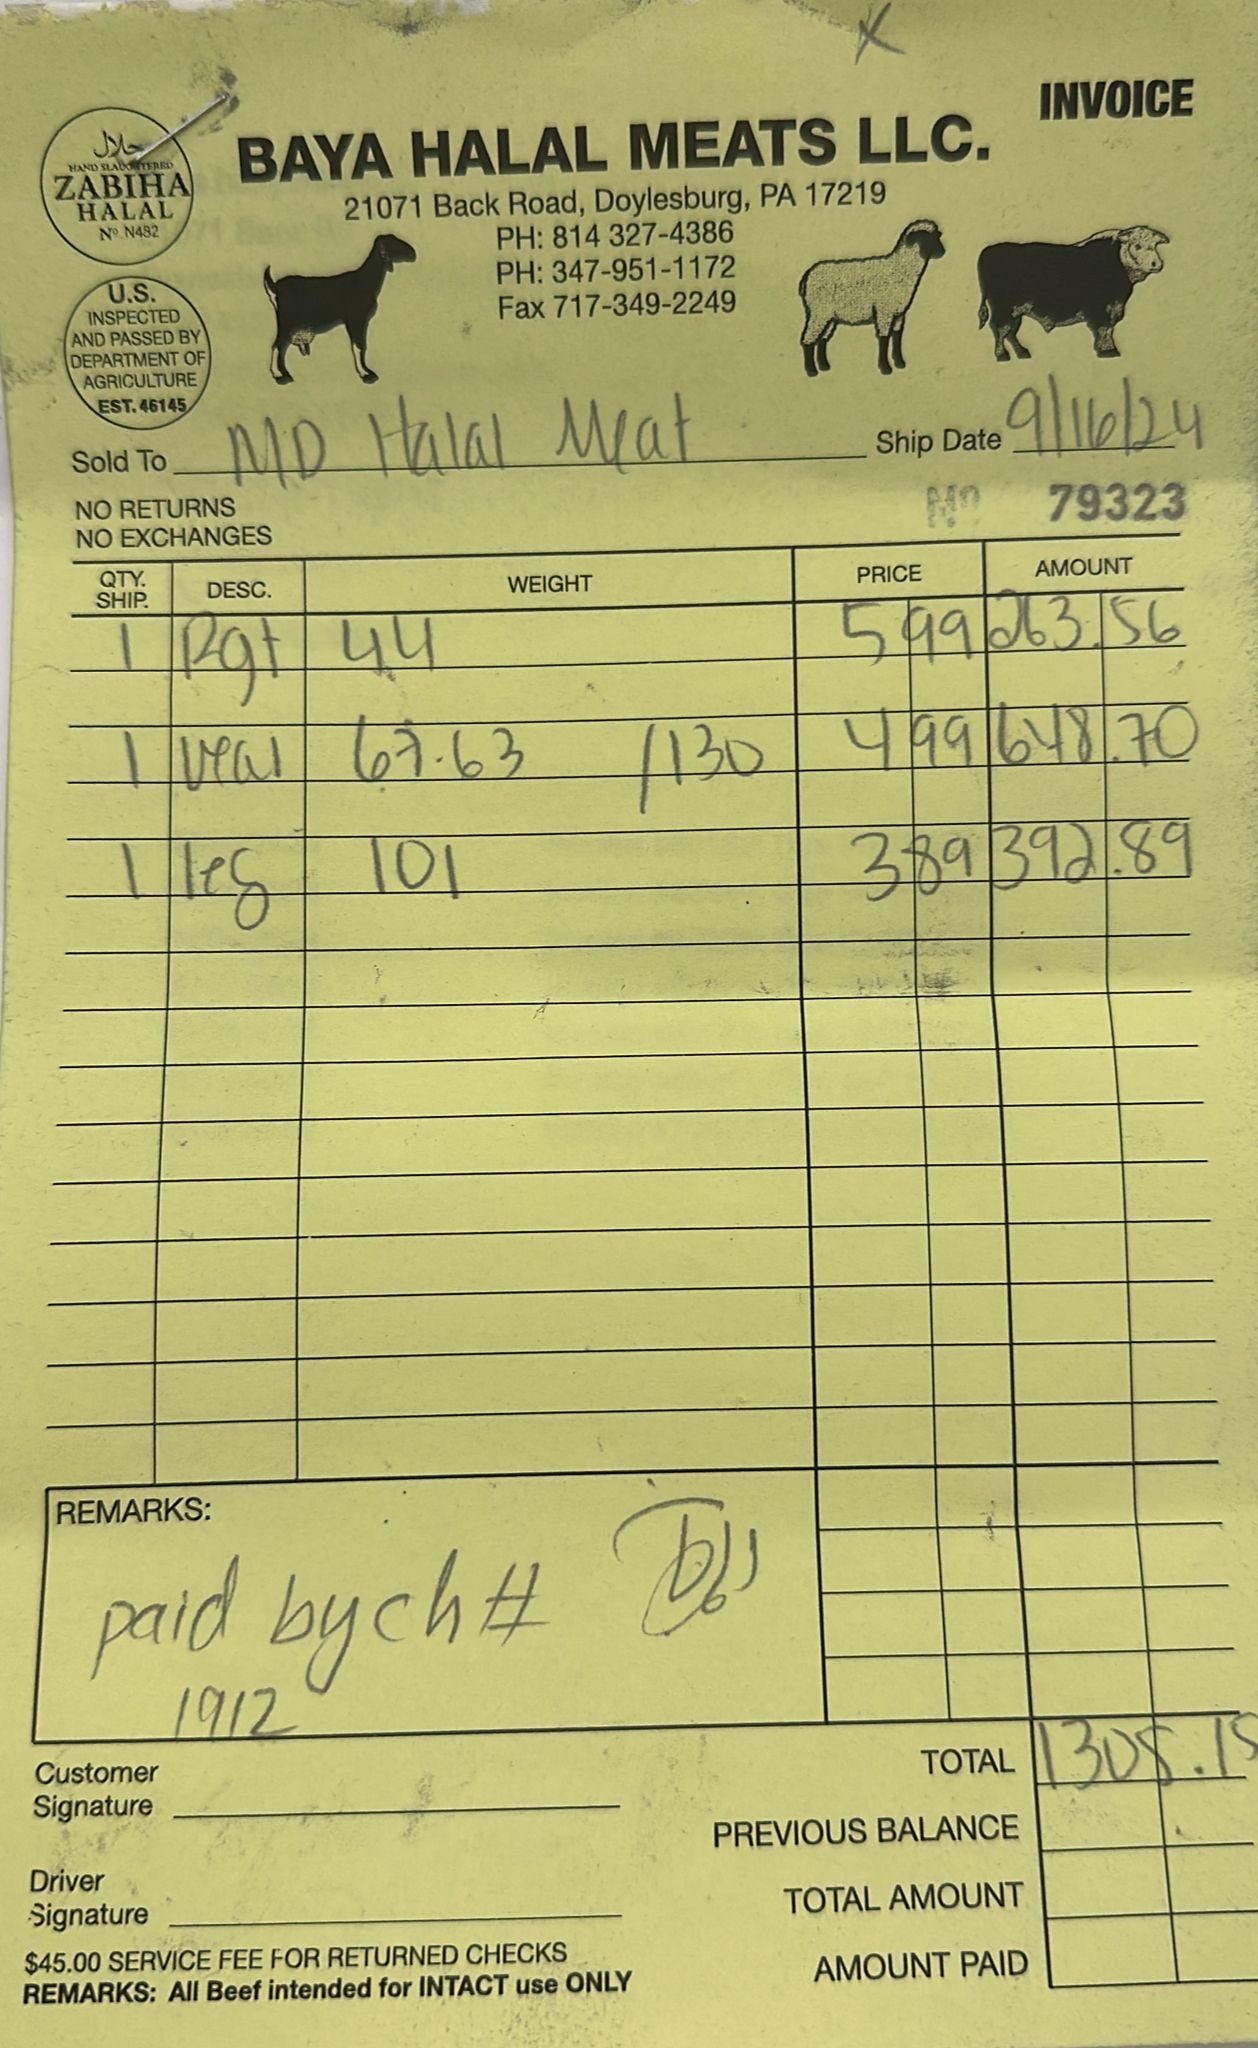 X
INVOICE
حلال
HAND SLAUGHTERED
ZABIHA
HALAL
Nº N482
BAYA HALAL MEATS LLC.
21071 Back Road, Doylesburg, PA 17219
PH: 814 327-4386
PH: 347-951-1172
Fax 717-349-2249
U.S.
INSPECTED
AND PASSED BY
DEPARTMENT OF
AGRICULTURE
EST. 46145
Sold To MD Halal Meat Ship Date 9/16/24
NO RETURNS
NO EXCHANGES
Nº 79323
QTY. SHIP. DESC. WEIGHT PRICE AMOUNT
1 Rgt 44 5 99 263.56
1 veal 67.63 /130 4 99 648.70
1 leg 101 3 89 392.89
REMARKS:
paid by ch #
1912
TOTAL 1305.15
Customer
Signature
PREVIOUS BALANCE
TOTAL AMOUNT
Driver
Signature
AMOUNT PAID
$45.00 SERVICE FEE FOR RETURNED CHECKS
REMARKS: All Beef intended for INTACT use ONLY